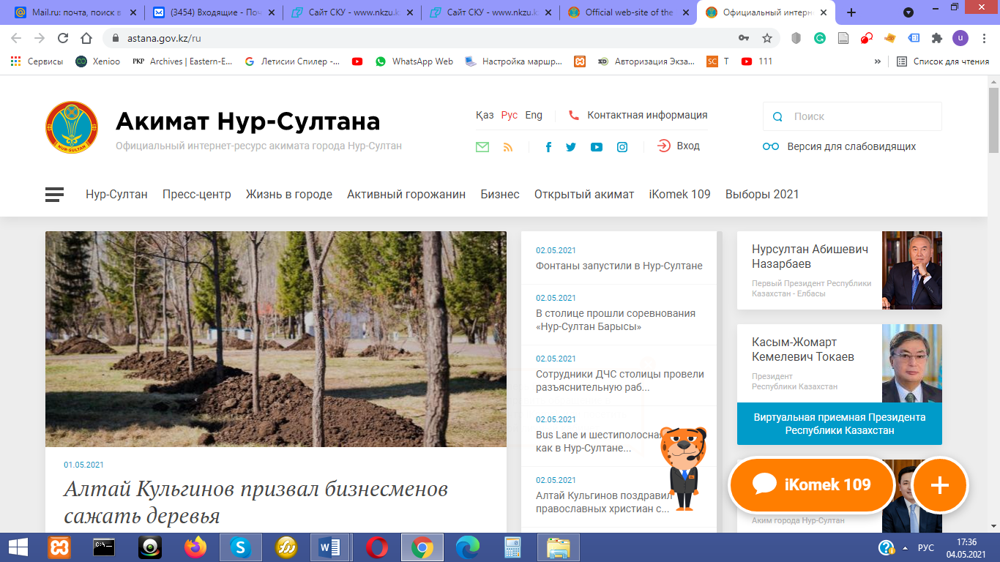 Mail.ru: почта, поиск в
(3454) Входящие - Поч
Сайт СКУ - www.nkzu.k
Сайт СКУ - www.nkzu.k
Official web-site of the
Официальный интерн
astana.gov.kz/ru
u
Сервисы
Xenioo
PKP Archives | Eastern-E...
Летисии Спилер -...
WhatsApp Web
Настройка маршр...
Авторизация Экза...
SC Т
111
»
Список для чтения
NUR-SULTAN
Акимат Нур-Султана
Официальный интернет-ресурс акимата города Нур-Султан
Қаз Рус Eng
Контактная информация
Вход
Поиск
Версия для слабовидящих
Нур-Султан Пресс-центр Жизнь в городе Активный горожанин Бизнес Открытый акимат iKomek 109 Выборы 2021
01.05.2021
Алтай Кульгинов призвал бизнесменов
сажать деревья
02.05.2021
Фонтаны запустили в Нур-Султане
02.05.2021
В столице прошли соревнования
«Нур-Султан Барысы»
02.05.2021
Сотрудники ДЧС столицы провели
разъяснительную раб...
02.05.2021
Bus Lane и шестиполосная
как в Нур-Султане...
02.05.2021
Алтай Кульгинов поздравил
православных христиан с...
Нурсултан Абишевич
Назарбаев
Первый Президент Республики
Казахстан - Елбасы
Касым-Жомарт
Кемелевич Токаев
Президент
Республики Казахстан
Виртуальная приемная Президента
Республики Казахстан
iKomek 109
Аким города Нур-Султан
РУС
17:36
04.05.2021